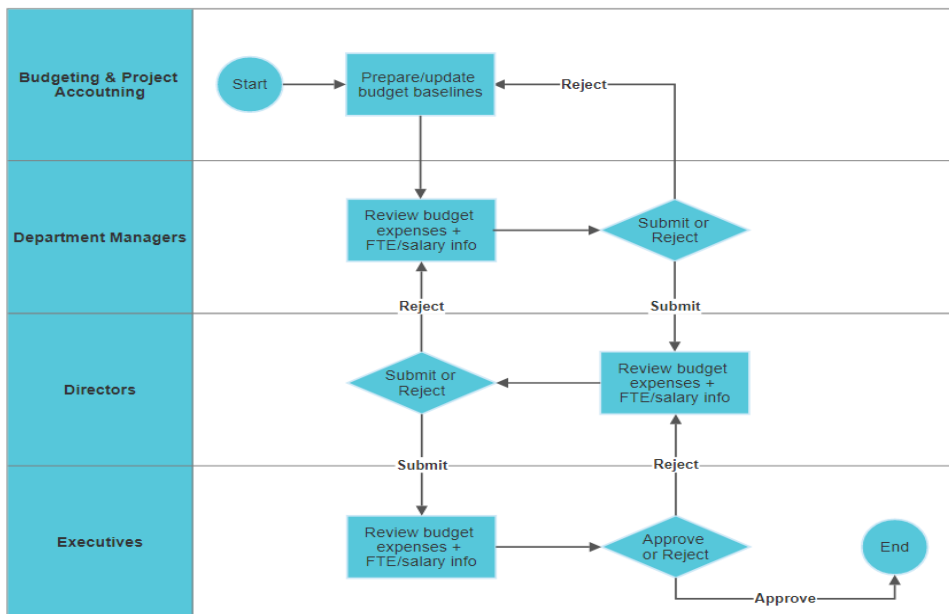 Budgeting & Project
Accoutning
Start
Prepare/update
budget baselines
Reject
Department Managers
Review budget
expenses +
FTE/salary info
Submit or
Reject
Reject
Submit
Directors
Submit or
Reject
Review budget
expenses +
FTE/salary info
Submit
Reject
Executives
Review budget
expenses +
FTE/salary info
Approve
or Reject
End
Approve